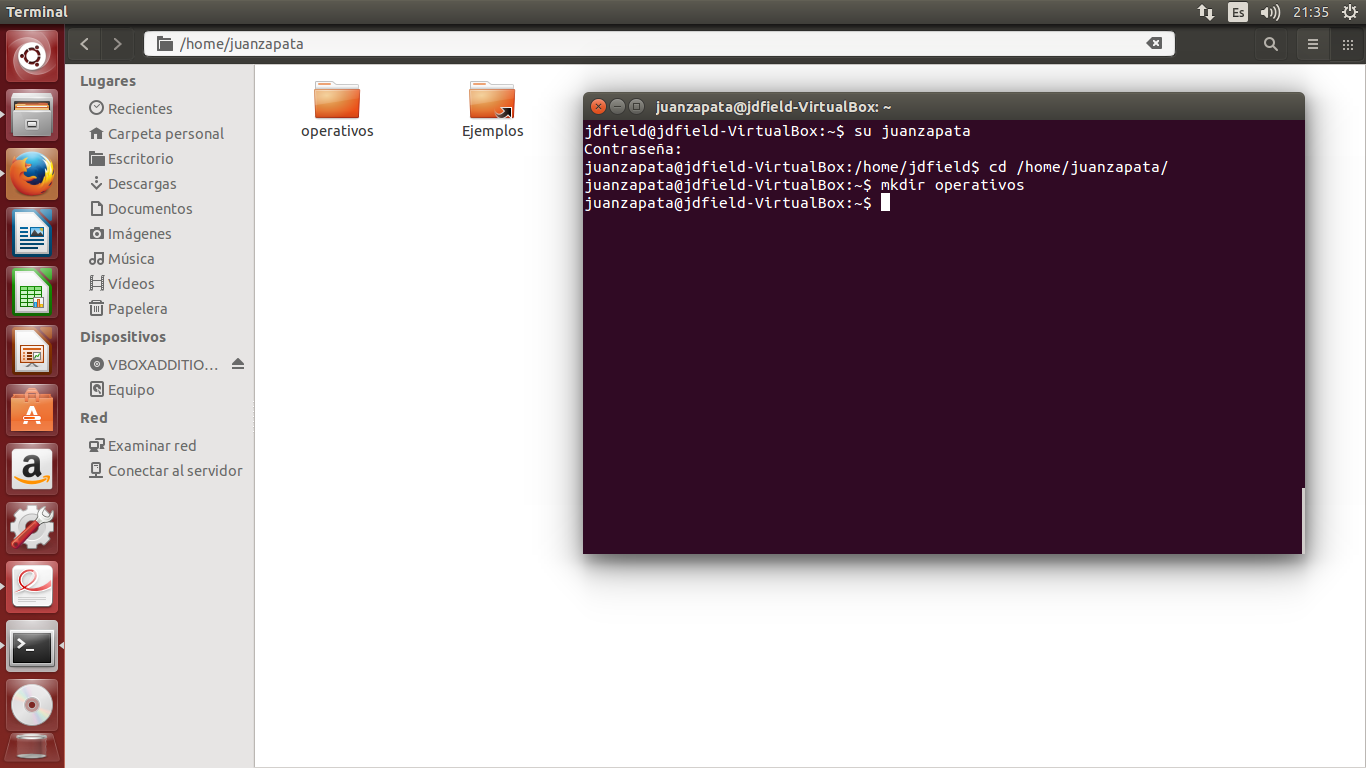 Terminal
Es
21:35
/home/juanzapata
Lugares
Recientes
Carpeta personal
Escritorio
Descargas
Documentos
Imágenes
Música
Vídeos
Papelera
Dispositivos
VBOXADDITIO...
Equipo
Red
Examinar red
Conectar al servidor
operativos
Ejemplos
juanzapata@jdfield-VirtualBox: ~
jdfield@jdfield-VirtualBox:~$ su juanzapata
Contraseña:
juanzapata@jdfield-VirtualBox:/home/jdfield$ cd /home/juanzapata/
juanzapata@jdfield-VirtualBox:~$ mkdir operativos
juanzapata@jdfield-VirtualBox:~$